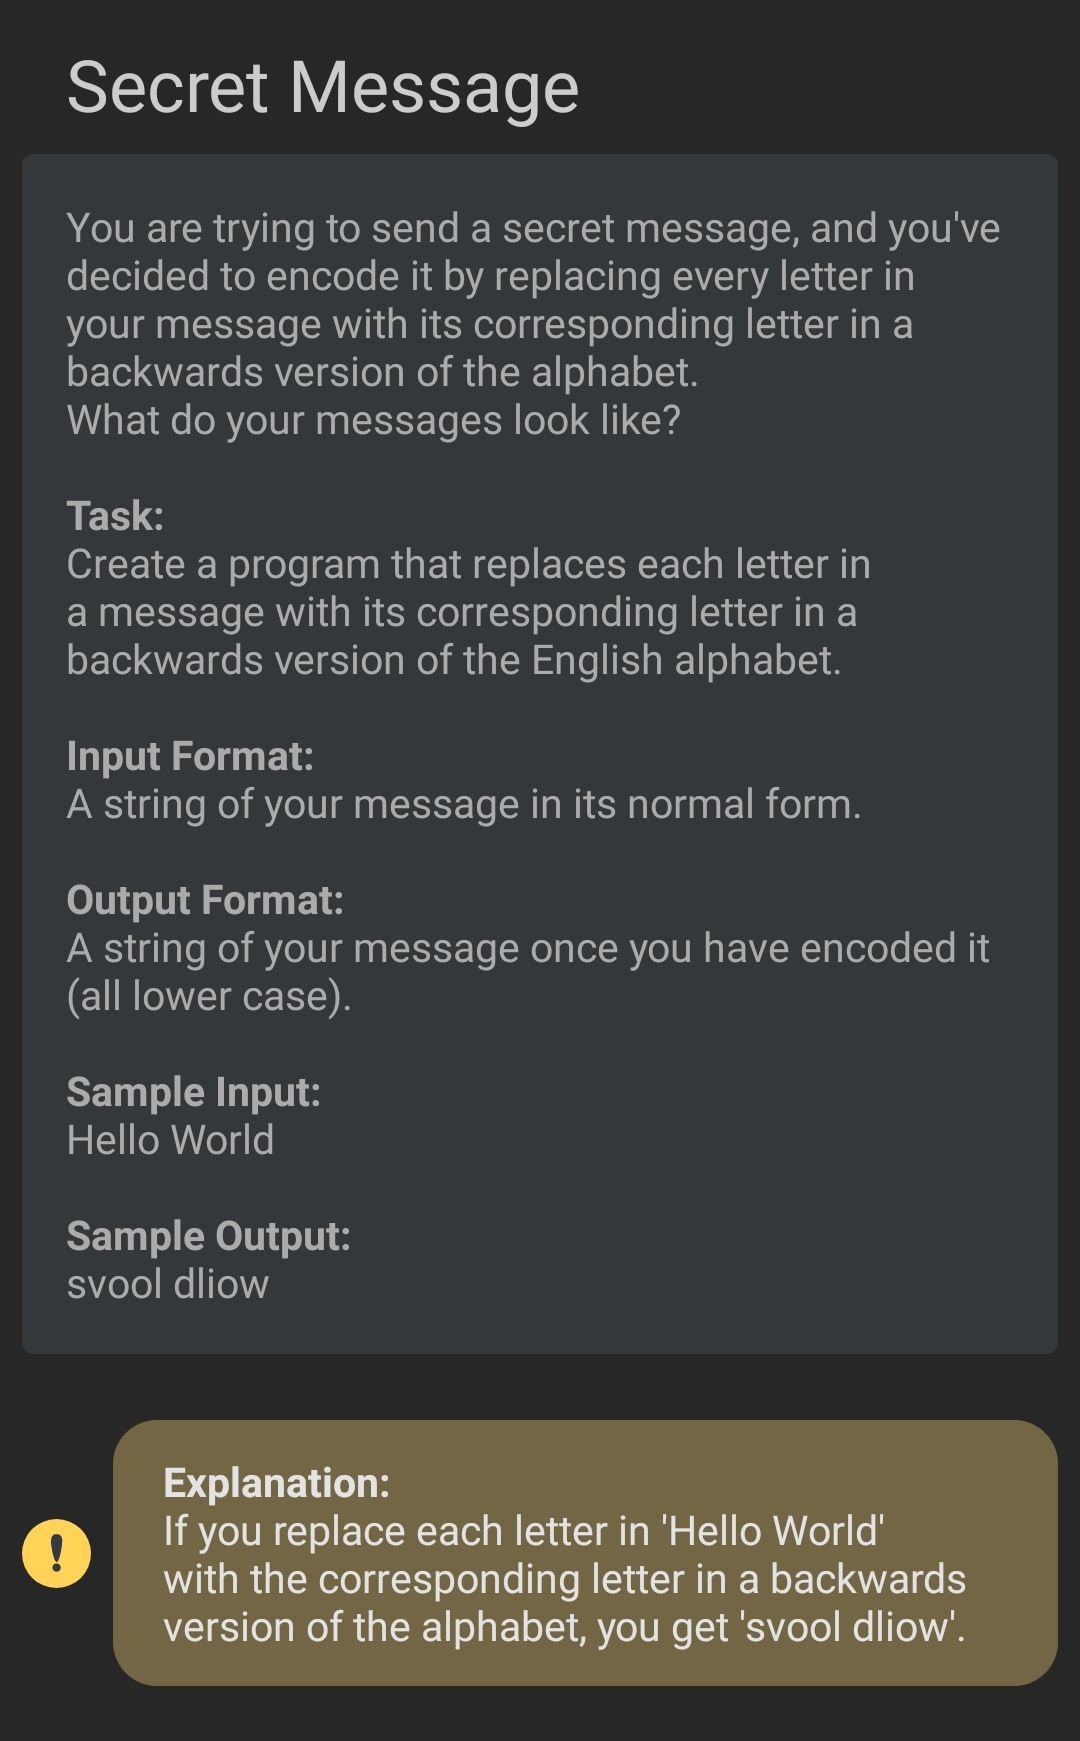 Secret Message
You are trying to send a secret message, and you've
decided to encode it by replacing every letter in
your message with its corresponding letter in a
backwards version of the alphabet.
What do your messages look like?
Task:
Create a program that replaces each letter in
a message with its corresponding letter in a
backwards version of the English alphabet.
Input Format:
A string of your message in its normal form.
Output Format:
A string of your message once you have encoded it
(all lower case).
Sample Input:
Hello World
Sample Output:
svool dliow
Explanation:
If you replace each letter in 'Hello World'
with the corresponding letter in a backwards
version of the alphabet, you get 'svool dliow'.